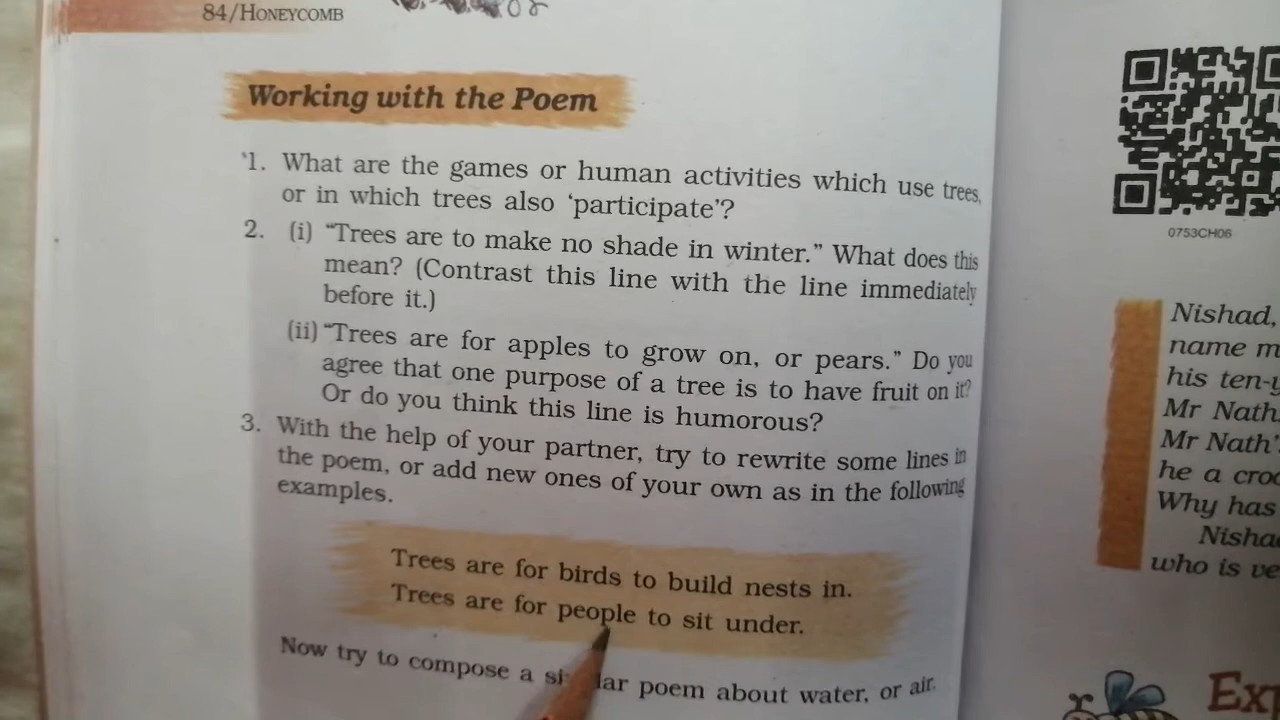 84/HONEYCOMB
Working with the Poem
1. What are the games or human activities which use trees,
or in which trees also ‘participate’?
2. (i) “Trees are to make no shade in winter.” What does this
mean? (Contrast this line with the line immediately
before it.)
(ii) “Trees are for apples to grow on, or pears.” Do you
agree that one purpose of a tree is to have fruit on it?
Or do you think this line is humorous?
3. With the help of your partner, try to rewrite some lines in
the poem, or add new ones of your own as in the following
examples.
Trees are for birds to build nests in.
Trees are for people to sit under.
Now try to compose a poem about water, or air.
0753CH06
Nishad,
name
his
Mr Nath
Mr Nath'
he a
Why has
who is